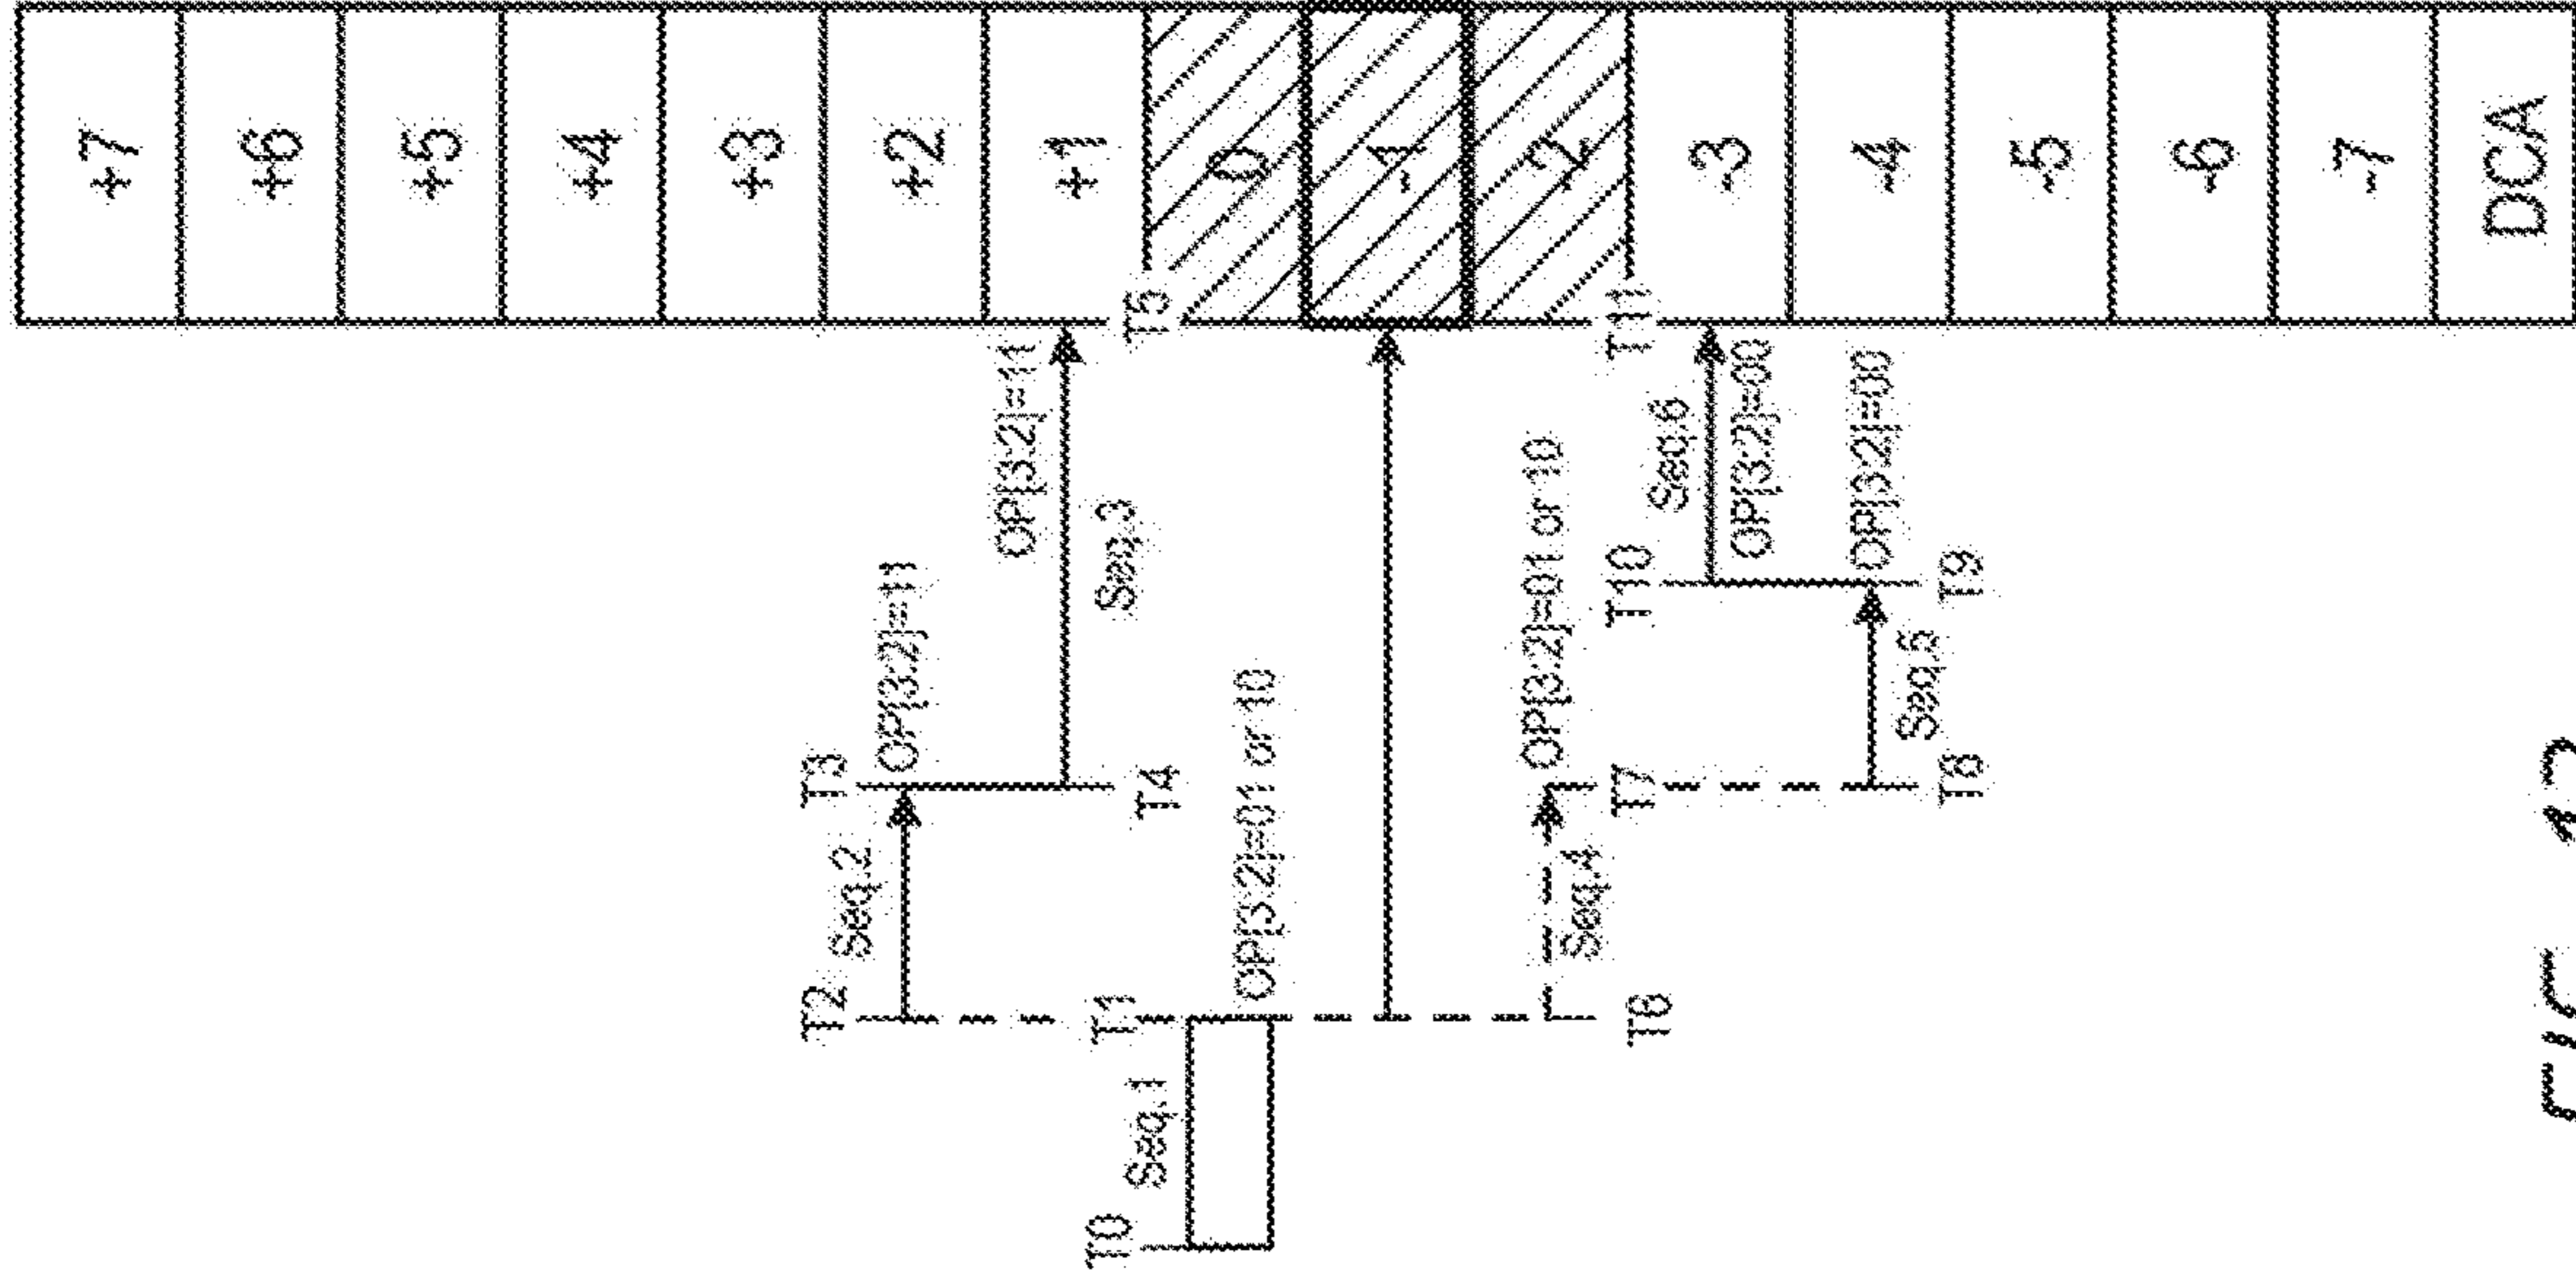 +7
+6
+5
+4
+3
+2
+1
0
-1
-2
-3
-4
-5
-6
-7
DCA
T5
T11
OP[3:2]=11
Seq.3
Seq.6
OP[3:2]=00
OP[3:2]=00
T10
T9
Seq.5
T3
OP[3:2]=11
T4
OP[3:2]=01 or 10
T7
T8
Seq.2
Seq.4
T2
T1
OP[3:2]=01 or 10
T6
Seq.1
T0